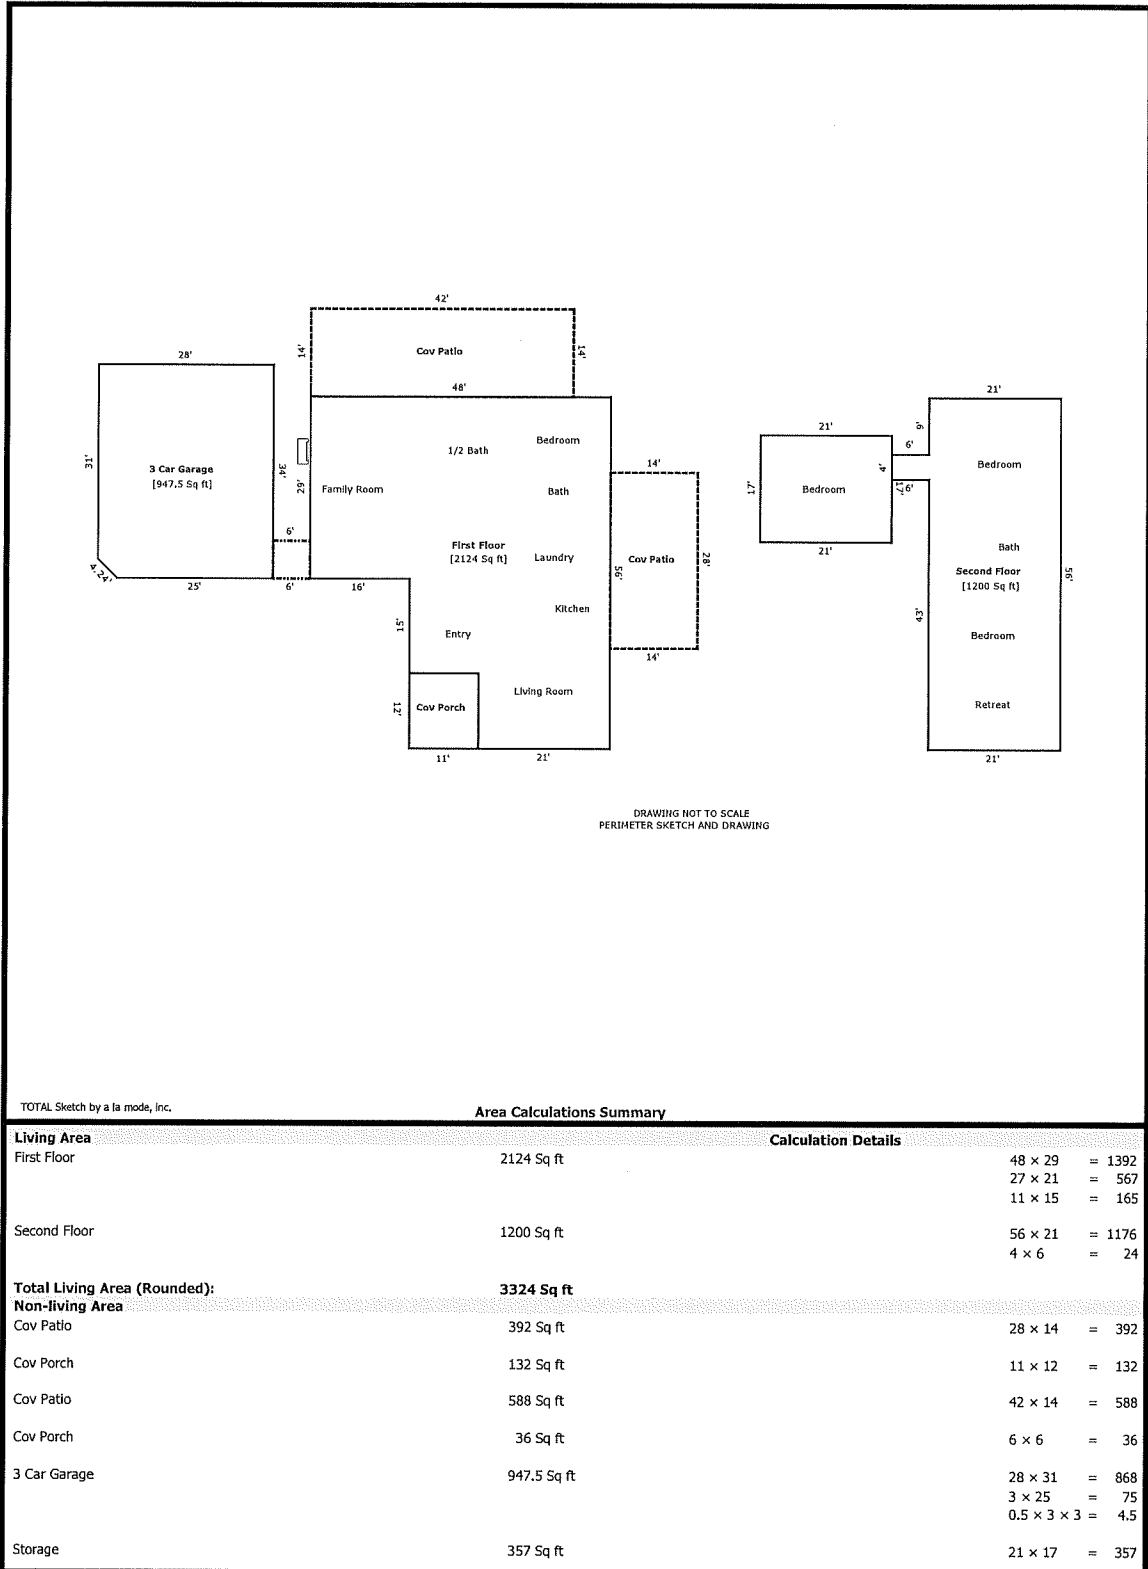 42'
14'
Cov Patio
14'
28'
48'
21'
9'
21'
6'
1/2 Bath
Bedroom
14'
4'
Bedroom
31'
3 Car Garage
[947.5 Sq ft]
34'
29'
Family Room
Bath
17'
Bedroom
17'
6'
6'
First Floor
[2124 Sq ft]
Laundry
Cov Patio
28'
21'
Bath
56'
Second Floor
[1200 Sq ft]
56'
4.24'
25'
6'
16'
Kitchen
43'
15'
Entry
Bedroom
14'
Living Room
12'
Cov Porch
Retreat
11'
21'
21'
DRAWING NOT TO SCALE
PERIMETER SKETCH AND DRAWING
TOTAL Sketch by a la mode, inc.
Area Calculations Summary
Living Area Calculation Details
First Floor 2124 Sq ft 48 × 29 = 1392
27 × 21 = 567
11 × 15 = 165
Second Floor 1200 Sq ft 56 × 21 = 1176
4 × 6 = 24
Total Living Area (Rounded): 3324 Sq ft
Non-living Area
Cov Patio 392 Sq ft 28 × 14 = 392
Cov Porch 132 Sq ft 11 × 12 = 132
Cov Patio 588 Sq ft 42 × 14 = 588
Cov Porch 36 Sq ft 6 × 6 = 36
3 Car Garage 947.5 Sq ft 28 × 31 = 868
3 × 25 = 75
0.5 × 3 × 3 = 4.5
Storage 357 Sq ft 21 × 17 = 357